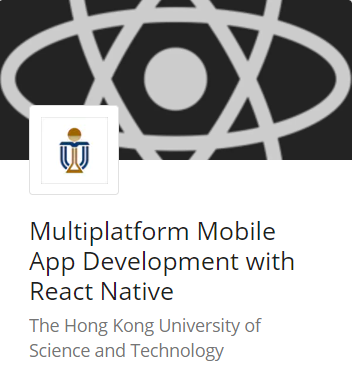 Multiplatform Mobile
App Development with
React Native
The Hong Kong University of
Science and Technology